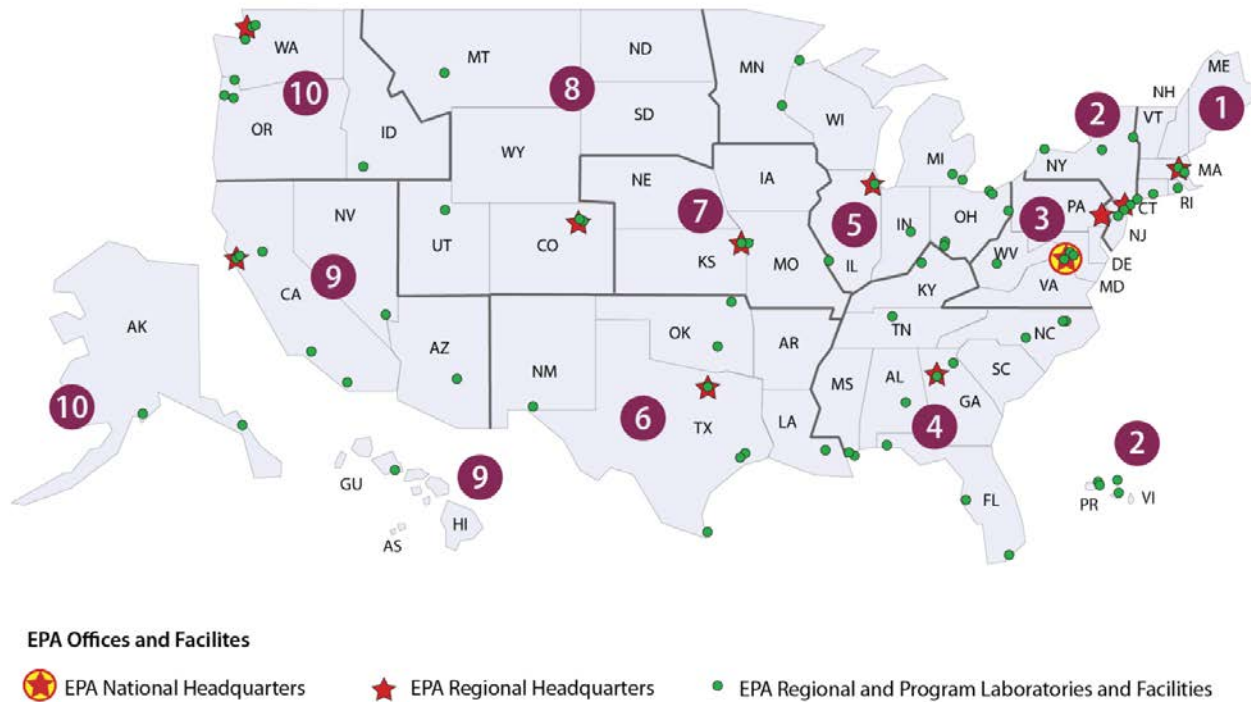 WA
MT
ND
MN
ME
NH
VT
10
8
2
1
OR
ID
SD
WI
WY
MI
NY
MA
NE
IA
PA
CT
RI
NV
7
5
IN
OH
3
NJ
UT
CO
KS
MO
IL
WV
DE
MD
VA
CA
9
KY
AK
OK
AR
TN
NC
AZ
NM
MS
AL
SC
GA
10
6
TX
LA
4
2
GU
9
FL
PR
VI
HI
AS
EPA Offices and Facilites
EPA National Headquarters
EPA Regional Headquarters
EPA Regional and Program Laboratories and Facilities